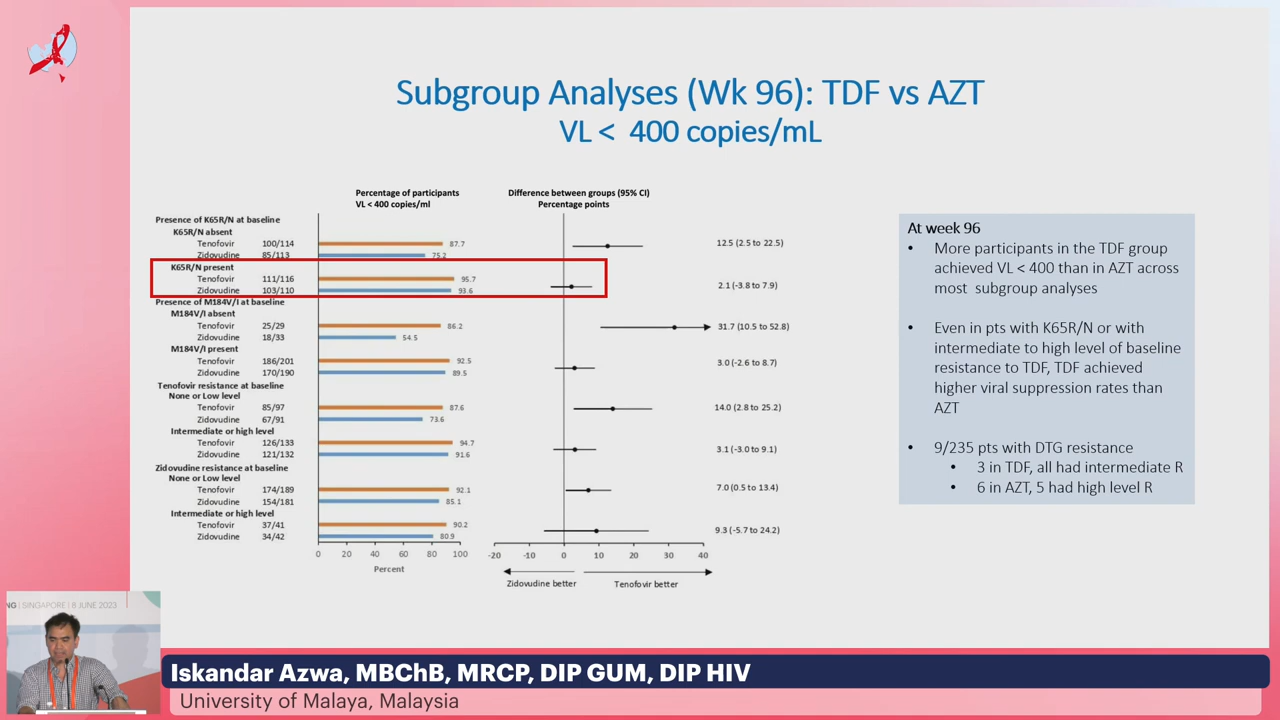 Subgroup Analyses (Wk 96): TDF vs AZT
VL < 400 copies/mL
Percentage of participants
VL < 400 copies/ml
Difference between groups (95% CI)
Percentage points
Presence of K65R/N at baseline
K65R/N absent
Tenofovir 100/114 87.7 12.5 (2.5 to 22.5)
Zidovudine 85/113 75.2
K65R/N present
Tenofovir 111/116 95.7 2.1 (-3.8 to 7.9)
Zidovudine 103/110 93.6
Presence of M184V/I at baseline
M184V/I absent
Tenofovir 25/29 86.2 31.7 (10.5 to 52.8)
Zidovudine 18/33 54.5
M184V/I present
Tenofovir 186/201 92.5 3.0 (-2.6 to 8.7)
Zidovudine 170/190 89.5
Tenofovir resistance at baseline
None or Low level
Tenofovir 85/97 87.6 14.0 (2.8 to 25.2)
Zidovudine 67/91 73.6
Intermediate or high level
Tenofovir 126/133 94.7 3.1 (-3.0 to 9.1)
Zidovudine 121/132 91.6
Zidovudine resistance at baseline
None or Low level
Tenofovir 174/189 92.1 7.0 (0.5 to 13.4)
Zidovudine 154/181 85.1
Intermediate or high level
Tenofovir 37/41 90.2 9.3 (-5.7 to 24.2)
Zidovudine 34/42 80.9
0 20 40 60 80 100
Percent
-20 -10 0 10 20 30 40
Zidovudine better Tenofovir better
At week 96
• More participants in the TDF group
achieved VL < 400 than in AZT across
most subgroup analyses
• Even in pts with K65R/N or with
intermediate to high level of baseline
resistance to TDF, TDF achieved
higher viral suppression rates than
AZT
• 9/235 pts with DTG resistance
• 3 in TDF, all had intermediate R
• 6 in AZT, 5 had high level R
NG | SINGAPORE | 8 JUNE 2023
Iskandar Azwa, MBChB, MRCP, DIP GUM, DIP HIV
University of Malaya, Malaysia